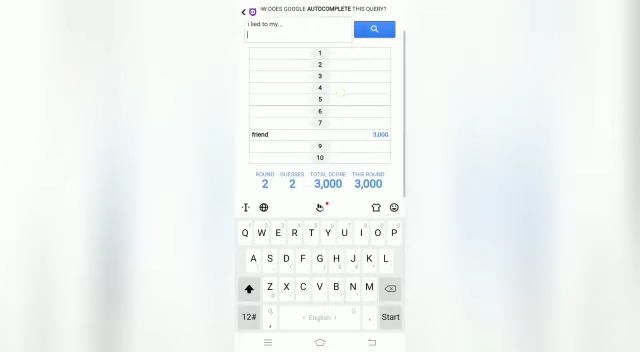 IOW DOES GOOGLE AUTOCOMPLETE THIS QUERY?
i lied to my...
1
2
3
4
5
6
7
friend 3,000
9
10
ROUND GUESSES TOTAL SCORE THIS ROUND
2 2 3,000 3,000
Q W E R T Y U I O P
A S D F G H J K L
Z X C V B N M
12# , English . Start